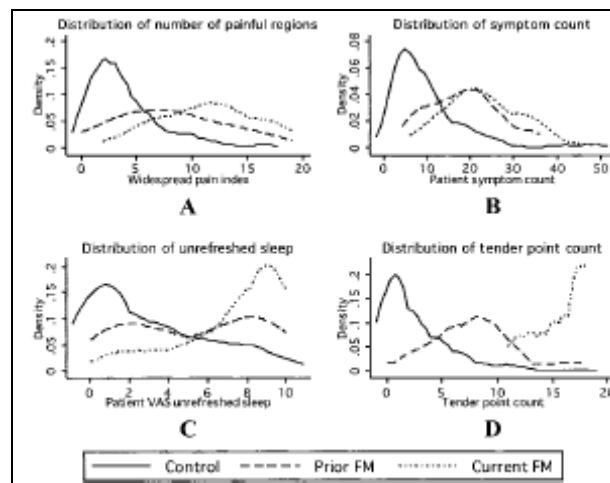 Distribution of number of painful regions
Density
0 .05 .1 .15 .2
0 5 10 15 20
Widespread pain index
A
Distribution of symptom count
Density
0 .02 .04 .06 .08
0 10 20 30 40 50
Patient symptom count
B
Distribution of unrefreshed sleep
Density
0 .05 .1 .15 .2
0 2 4 6 8 10
Patient VAS unrefreshed sleep
C
Distribution of tender point count
Density
0 .05 .1 .15 .2
0 5 10 15 20
Tender point count
D
Control Prior FM Current FM